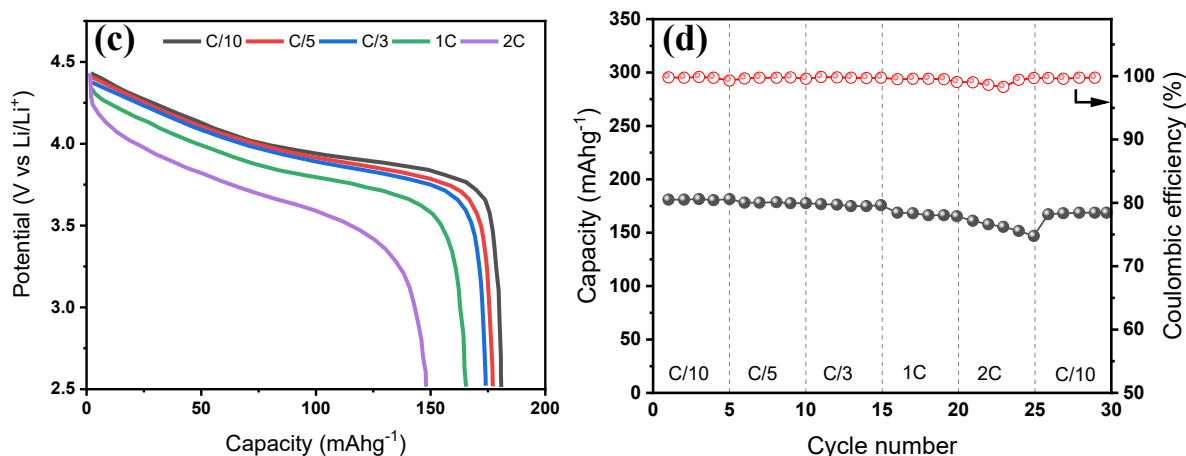 (c)
C/10 C/5 C/3 1C 2C
4.5
4.0
3.5
3.0
2.5
Potential (V vs Li/Li⁺)
0 50 100 150 200
Capacity (mAhg⁻¹)
(d)
350
300
250
200
175
150
125
100
50
0
Capacity (mAhg⁻¹)
100
90
80
70
60
50
Coulombic efficiency (%)
C/10 C/5 C/3 1C 2C C/10
0 5 10 15 20 25 30
Cycle number